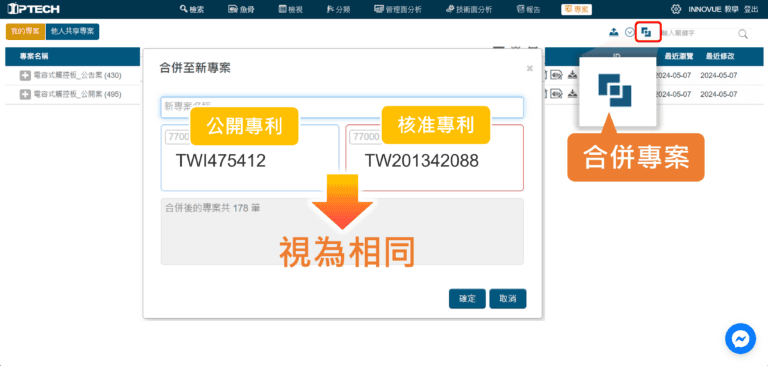 IPTECH
檢索 魚骨 檢視 分類 管理面分析 技術面分析 報告 專案
INNOVUE 教學 登出
我的專案 他人共享專案
輸入關鍵字
專案名稱 ID 最近瀏覽 最近修改
電容式觸控板_公告案 (430) 2024-05-07 2024-05-07
電容式觸控板_公開案 (495) 2024-05-07 2024-05-07
合併專案
合併至新專案
×
新專案名稱
公開專利 核准專利
77000 77000
TWI475412 TW201342088
合併後的專案共 178 筆
視為相同
確定 取消